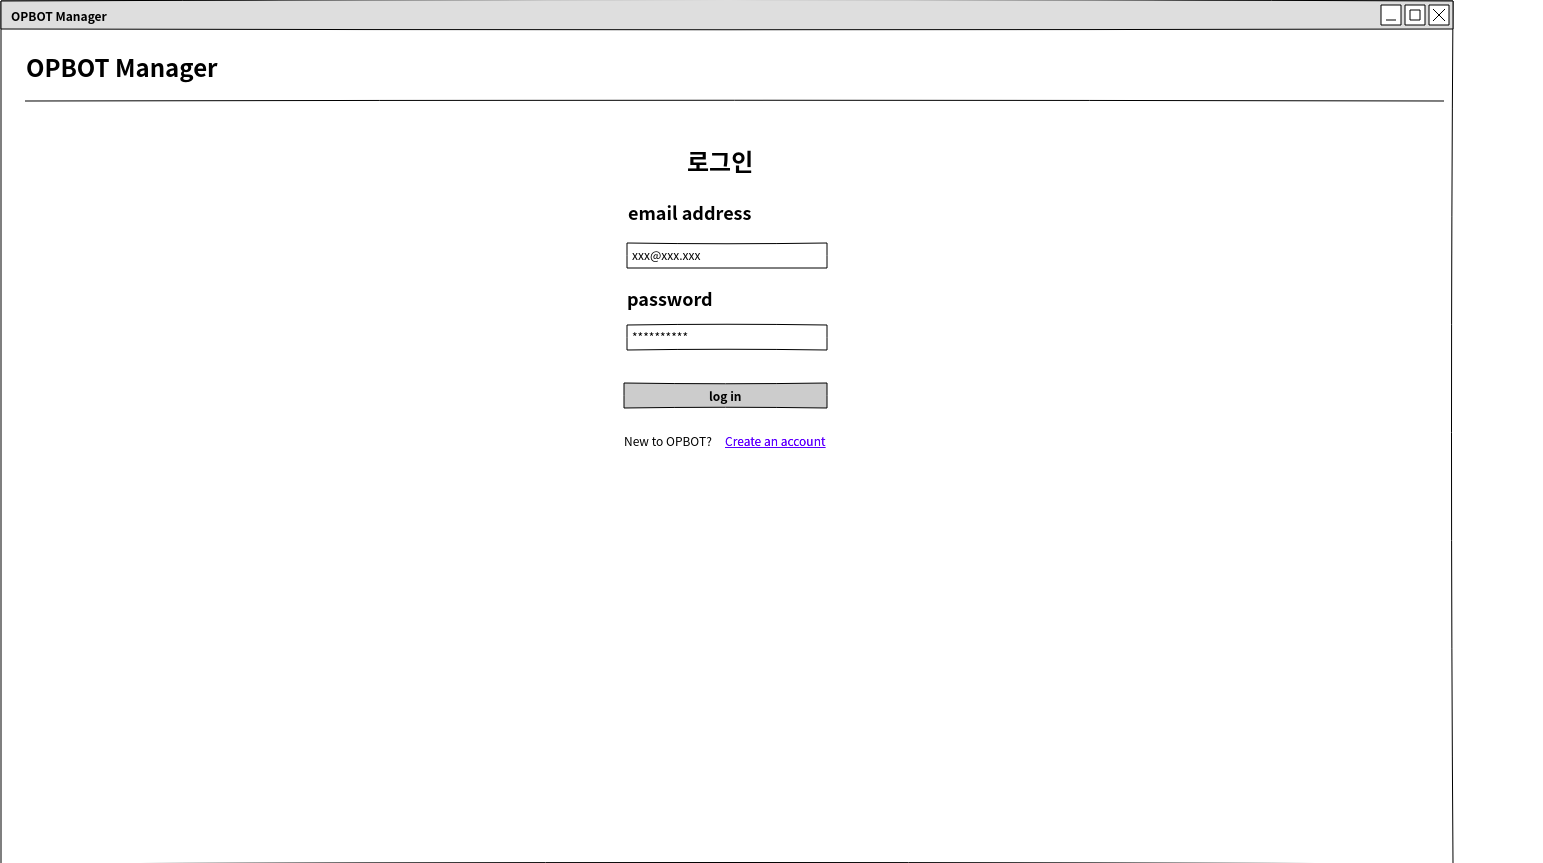 OPBOT Manager
OPBOT Manager
로그인
email address
xxx@xxx.xxx
password
**********
log in
New to OPBOT? Create an account